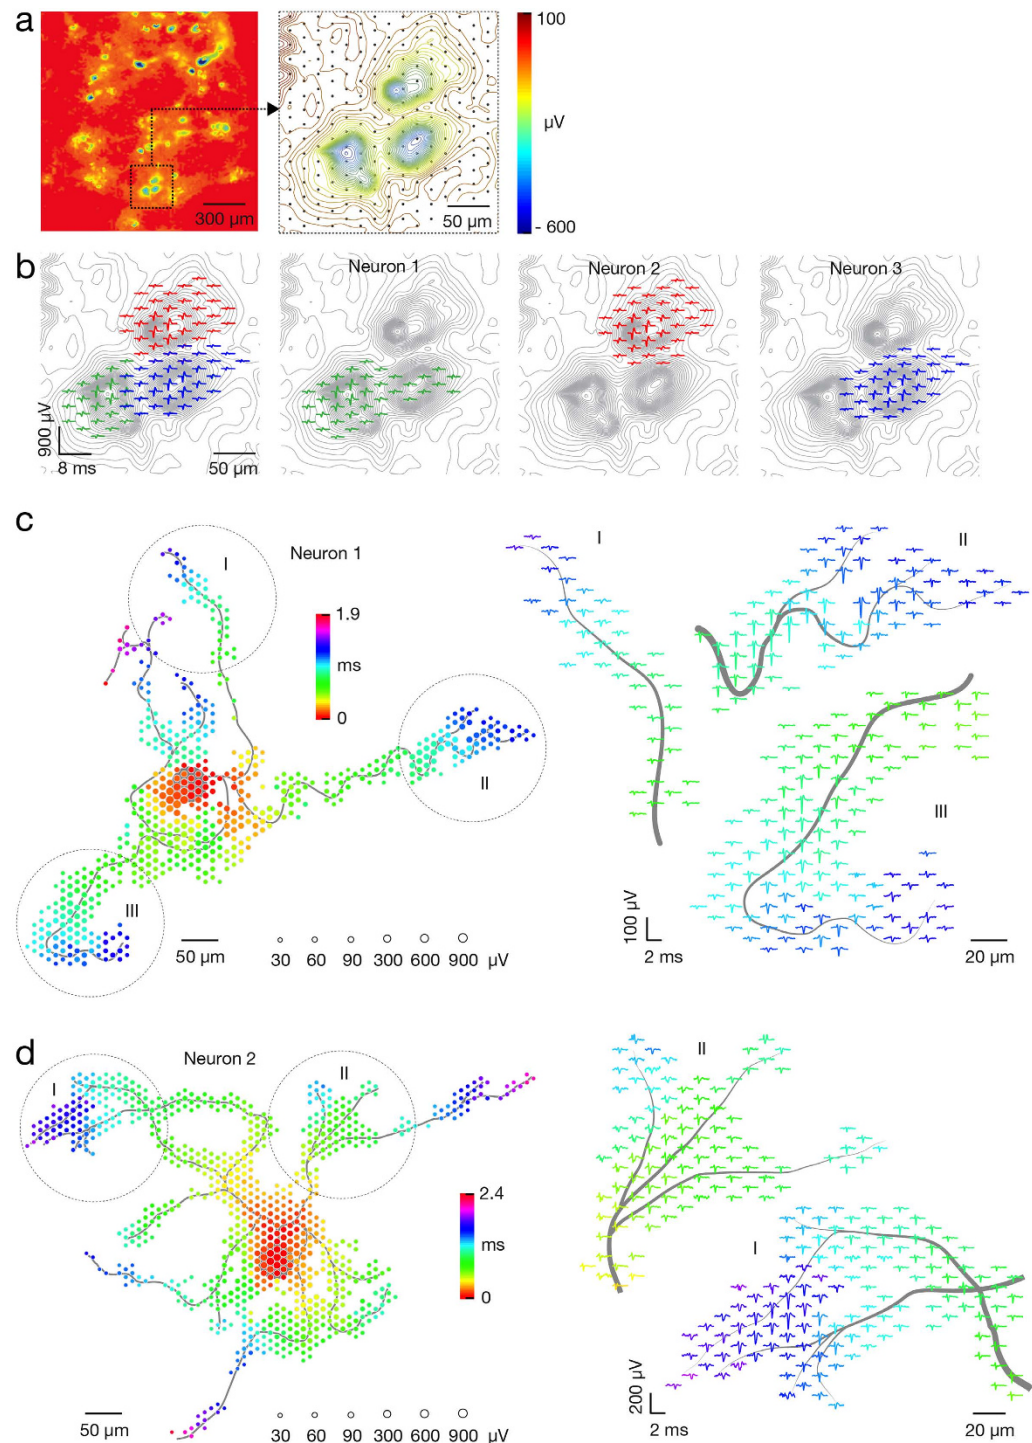 a
100
µV
- 600
300 µm
50 µm
b
Neuron 1
Neuron 2
Neuron 3
900 µV
8 ms
50 µm
c
I
Neuron 1
1.9
ms
0
II
III
50 µm
30 60 90 300 600 900 µV
I
II
III
100 µV
2 ms
20 µm
d
Neuron 2
I
II
2.4
ms
0
50 µm
30 60 90 300 600 900 µV
II
I
200 µV
2 ms
20 µm